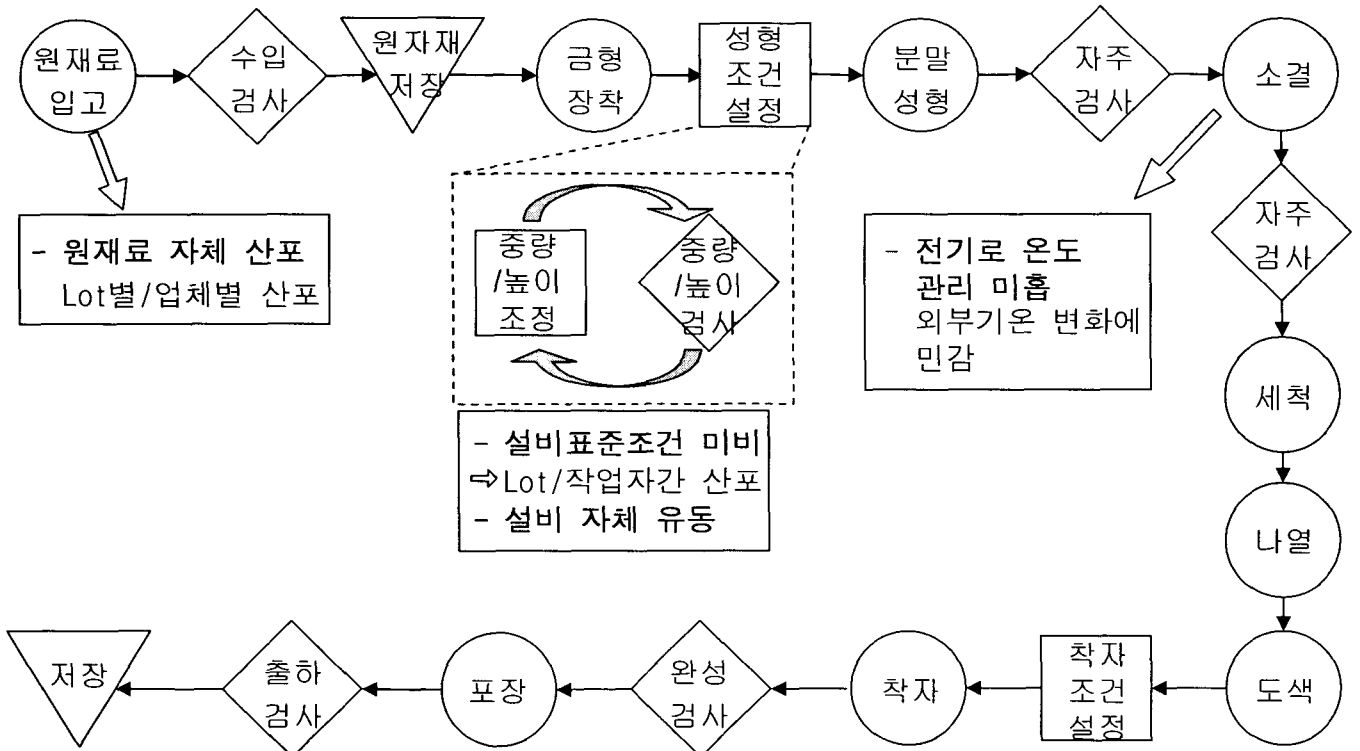 원재료
입고
수입
검사
원자재
저장
금형
장착
성형
조건
설정
분말
성형
자주
검사
소결
- 원재료 자체 산포
Lot별/업체별 산포
중량
/높이
조정
중량
/높이
검사
- 설비표준조건 미비
⇨Lot/작업자간 산포
- 설비 자체 유동
- 전기로 온도
관리 미흡
외부기온 변화에
민감
자주
검사
세척
나열
도색
착자
조건
설정
착자
완성
검사
포장
출하
검사
저장